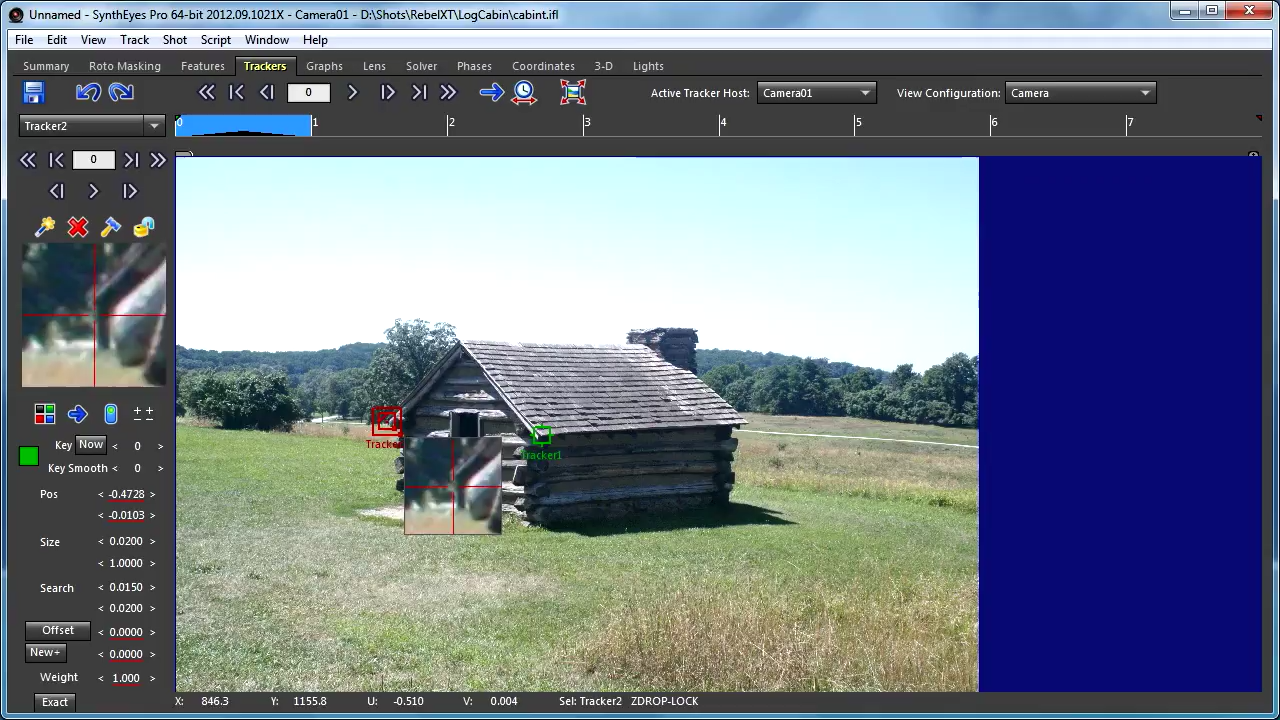 Unnamed - SynthEyes Pro 64-bit 2012.09.1021X - Camera01 - D:\Shots\RebelXT\LogCabin\cabint.ifl
File Edit View Track Shot Script Window Help
Summary Roto Masking Features Trackers Graphs Lens Solver Phases Coordinates 3-D Lights
0 Active Tracker Host: Camera01 View Configuration: Camera
Tracker2 0 1 2 3 4 5 6 7
0
Key Now < 0 >
Key Smooth < 0 >
Pos < -0.4728 >
< -0.0103 >
Size < 0.0200 >
< 1.0000 >
Search < 0.0150 >
< 0.0200 >
Offset < 0.0000 >
New+ < 0.0000 >
Weight < 1.000 >
Exact
Tracker
Tracker1
X: 846.3 Y: 1155.8 U: -0.510 V: 0.004 Sel: Tracker2 ZDROP-LOCK